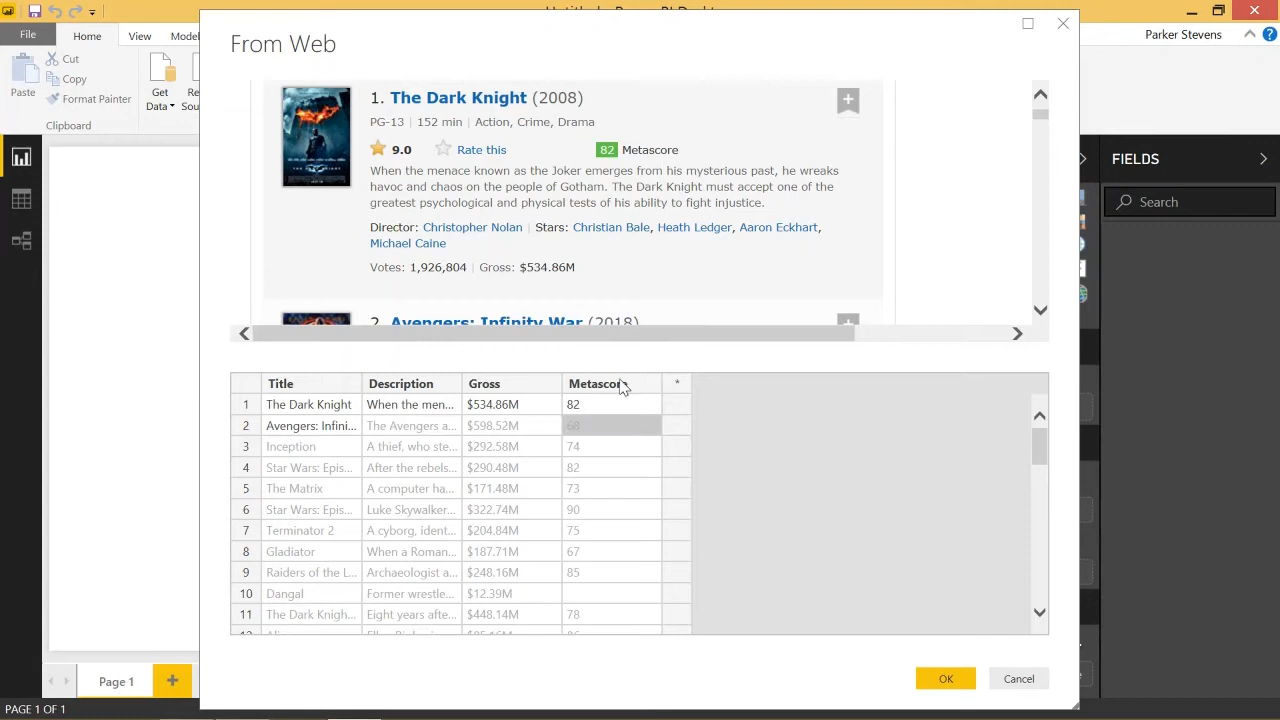 File
Home
View
Parker Stevens
Paste
Cut
Copy
Format Painter
Clipboard
Get
Data
From Web
1. The Dark Knight (2008)
PG-13 | 152 min | Action, Crime, Drama
9.0 Rate this 82 Metascore
When the menace known as the Joker emerges from his mysterious past, he wreaks
havoc and chaos on the people of Gotham. The Dark Knight must accept one of the
greatest psychological and physical tests of his ability to fight injustice.
Director: Christopher Nolan | Stars: Christian Bale, Heath Ledger, Aaron Eckhart,
Michael Caine
Votes: 1,926,804 | Gross: $534.86M
2. Avengers: Infinity War (2018)
Title Description Gross Metascore *
1 The Dark Knight When the men... $534.86M 82
2 Avengers: Infini... The Avengers a... $598.52M 68
3 Inception A thief, who ste... $292.58M 74
4 Star Wars: Epis... After the rebels... $290.48M 82
5 The Matrix A computer ha... $171.48M 73
6 Star Wars: Epis... Luke Skywalker... $322.74M 90
7 Terminator 2 A cyborg, ident... $204.84M 75
8 Gladiator When a Roman... $187.71M 67
9 Raiders of the L... Archaeologist a... $248.16M 85
10 Dangal Former wrestle... $12.39M
11 The Dark Knigh... Eight years afte... $448.14M 78
OK Cancel
FIELDS
Search
Page 1
PAGE 1 OF 1